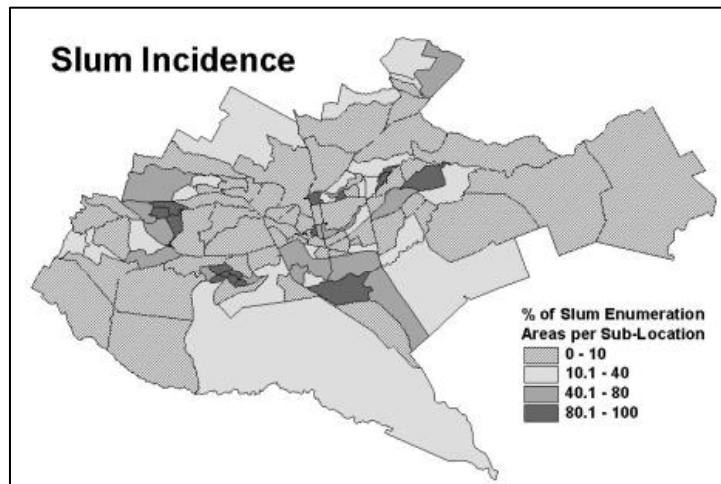 Slum Incidence
% of Slum Enumeration
Areas per Sub-Location
0 - 10
10.1 - 40
40.1 - 80
80.1 - 100